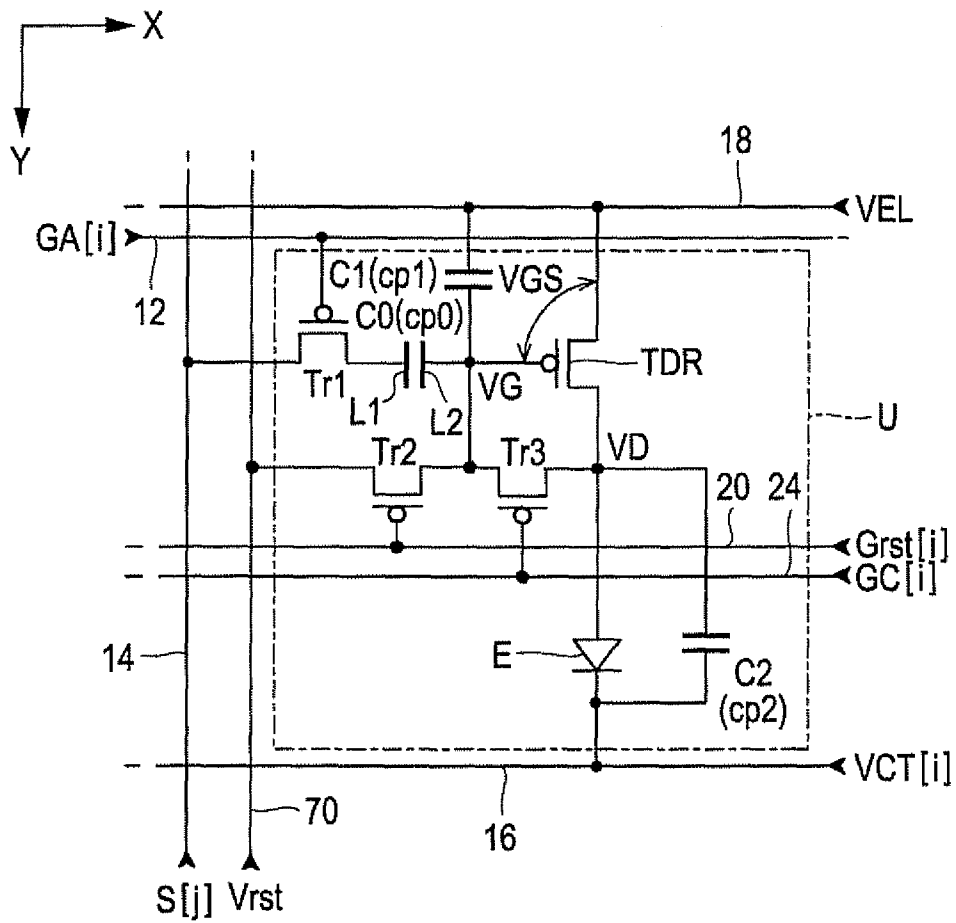 X
Y
18
VEL
GA[i]
12
C1(cp1)
VGS
C0(cp0)
TDR
Tr1
VG
L1
L2
U
Tr2
Tr3
VD
20
24
Grst[i]
GC[i]
14
E
C2
(cp2)
VCT[i]
70
16
S[j]
Vrst